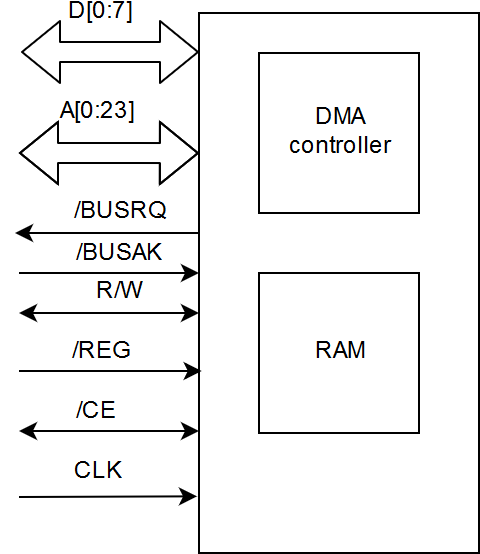 D[0:7]
A[0:23]
/BUSRQ
/BUSAK
R/W
/REG
/CE
CLK
DMA
controller
RAM